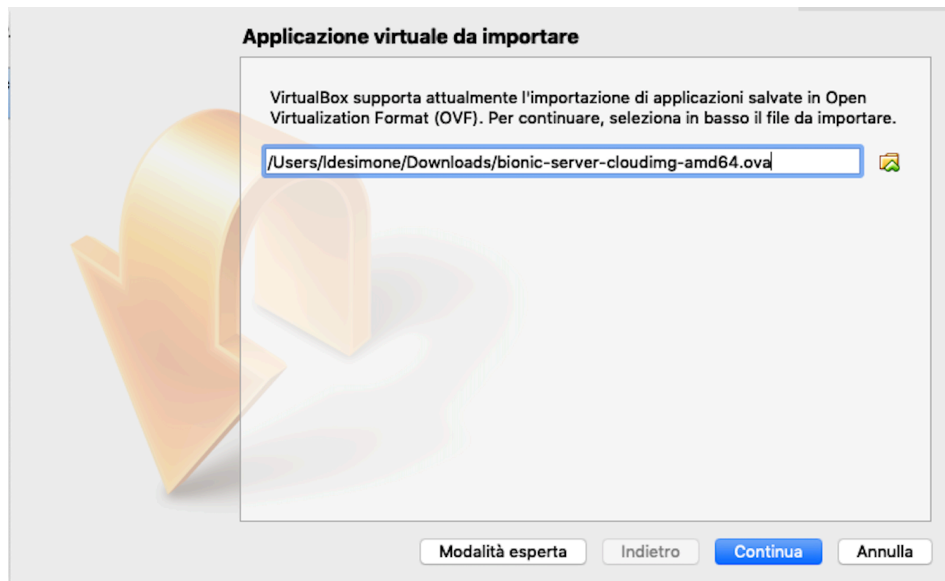 Applicazione virtuale da importare
VirtualBox supporta attualmente l'importazione di applicazioni salvate in Open
Virtualization Format (OVF). Per continuare, seleziona in basso il file da importare.
/Users/ldesimone/Downloads/bionic-server-cloudimg-amd64.ova
Modalità esperta
Indietro
Continua
Annulla